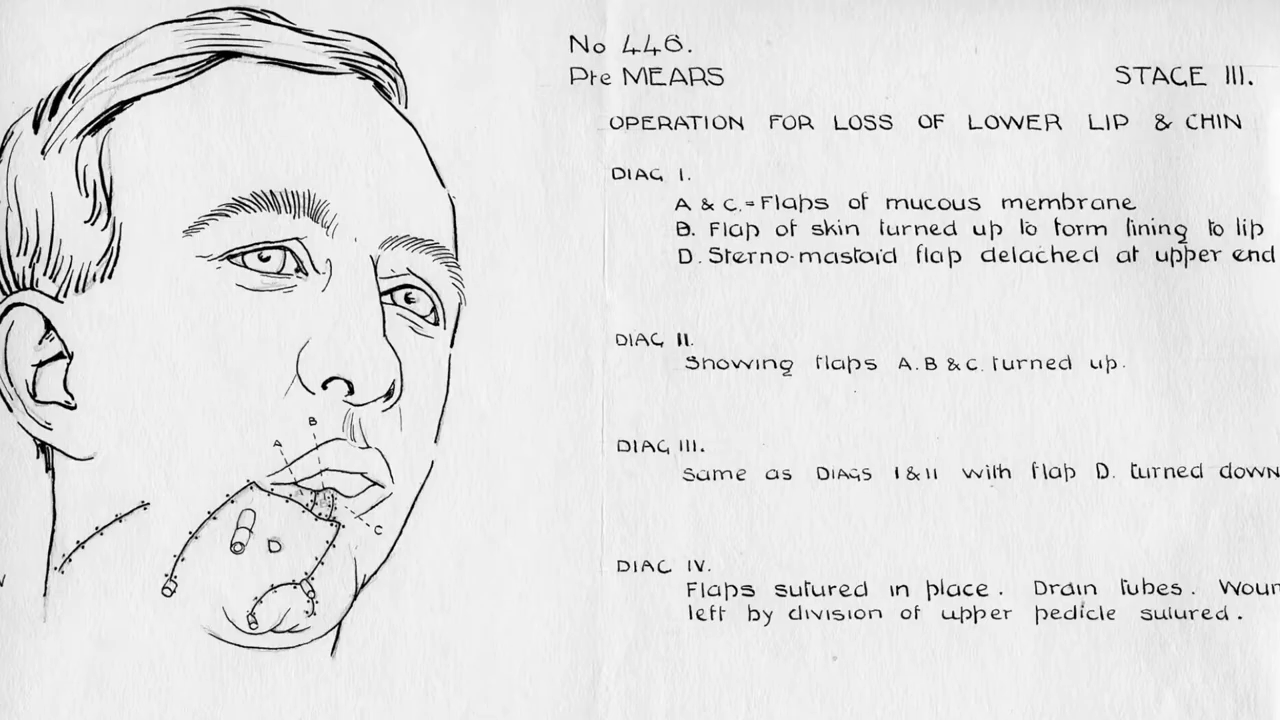 No 446.
Pte MEARS
STAGE III.
OPERATION FOR LOSS OF LOWER LIP & CHIN
DIAG I.
A & C. = Flaps of mucous membrane
B. Flap of skin turned up to form lining to lip
D. Sterno-mastoid flap detached at upper end
DIAG II.
Showing flaps A. B & C. turned up.
DIAG III.
Same as DIAGS I & II with flap D. turned down
DIAG IV.
Flaps sutured in place. Drain tubes.
left by division of upper pedicle sutured.
B
A
C
D